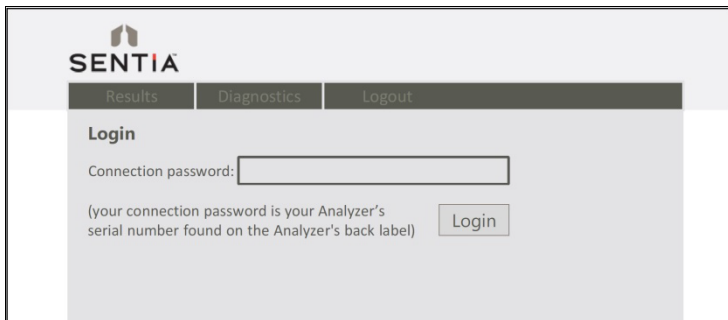 SENTIA™
Results Diagnostics Logout
Login
Connection password:
(your connection password is your Analyzer’s
serial number found on the Analyzer's back label)
Login